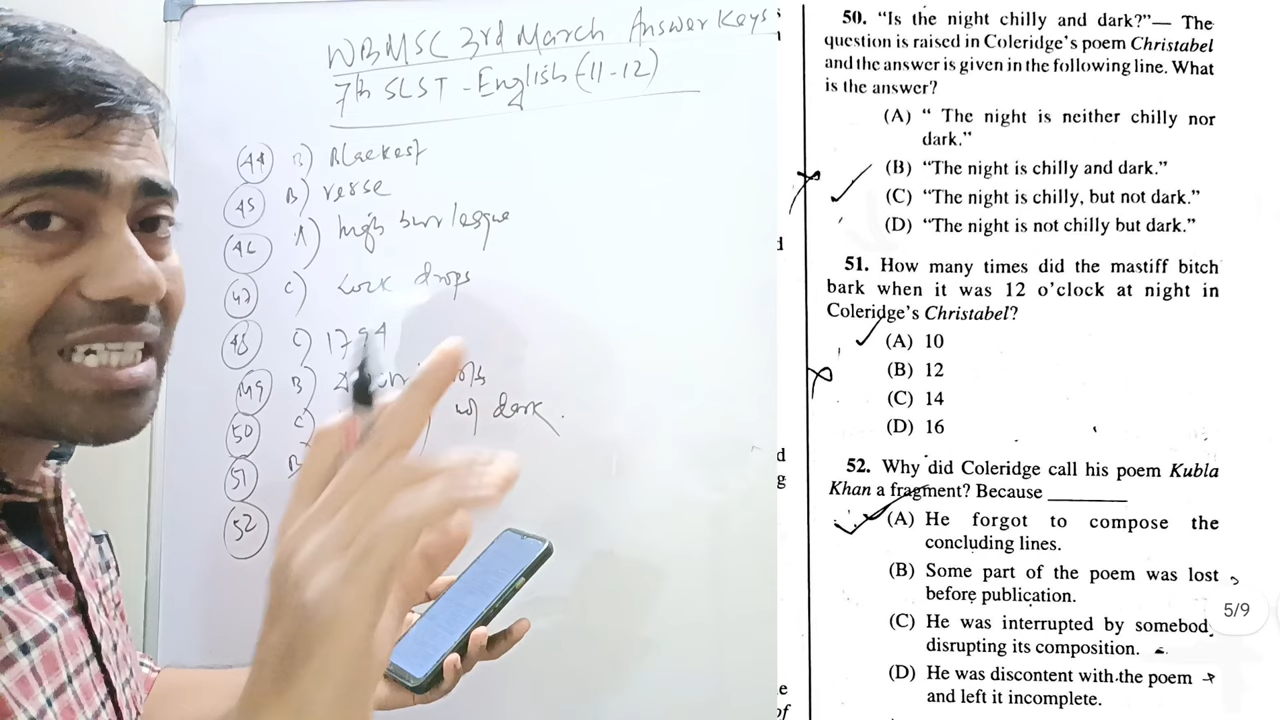 WBMSC 3rd March Answer Keys
7th SLST - English (11-12)
44 B) Blackest
45 B) verse
46 A) high burlesque
47 C) Lock drops
48 C) 1794
49 B)
50 C) dark.
51 B)
52
50. “Is the night chilly and dark?”— The
question is raised in Coleridge’s poem Christabel
and the answer is given in the following line. What
is the answer?
(A) “ The night is neither chilly nor
dark.”
(B) “The night is chilly and dark.”
(C) “The night is chilly, but not dark.”
(D) “The night is not chilly but dark.”
51. How many times did the mastiff bitch
bark when it was 12 o’clock at night in
Coleridge’s Christabel?
(A) 10
(B) 12
(C) 14
(D) 16
52. Why did Coleridge call his poem Kubla
Khan a fragment? Because ________
(A) He forgot to compose the
concluding lines.
(B) Some part of the poem was lost
before publication.
(C) He was interrupted by somebody
disrupting its composition.
(D) He was discontent with the poem
and left it incomplete.
5/9